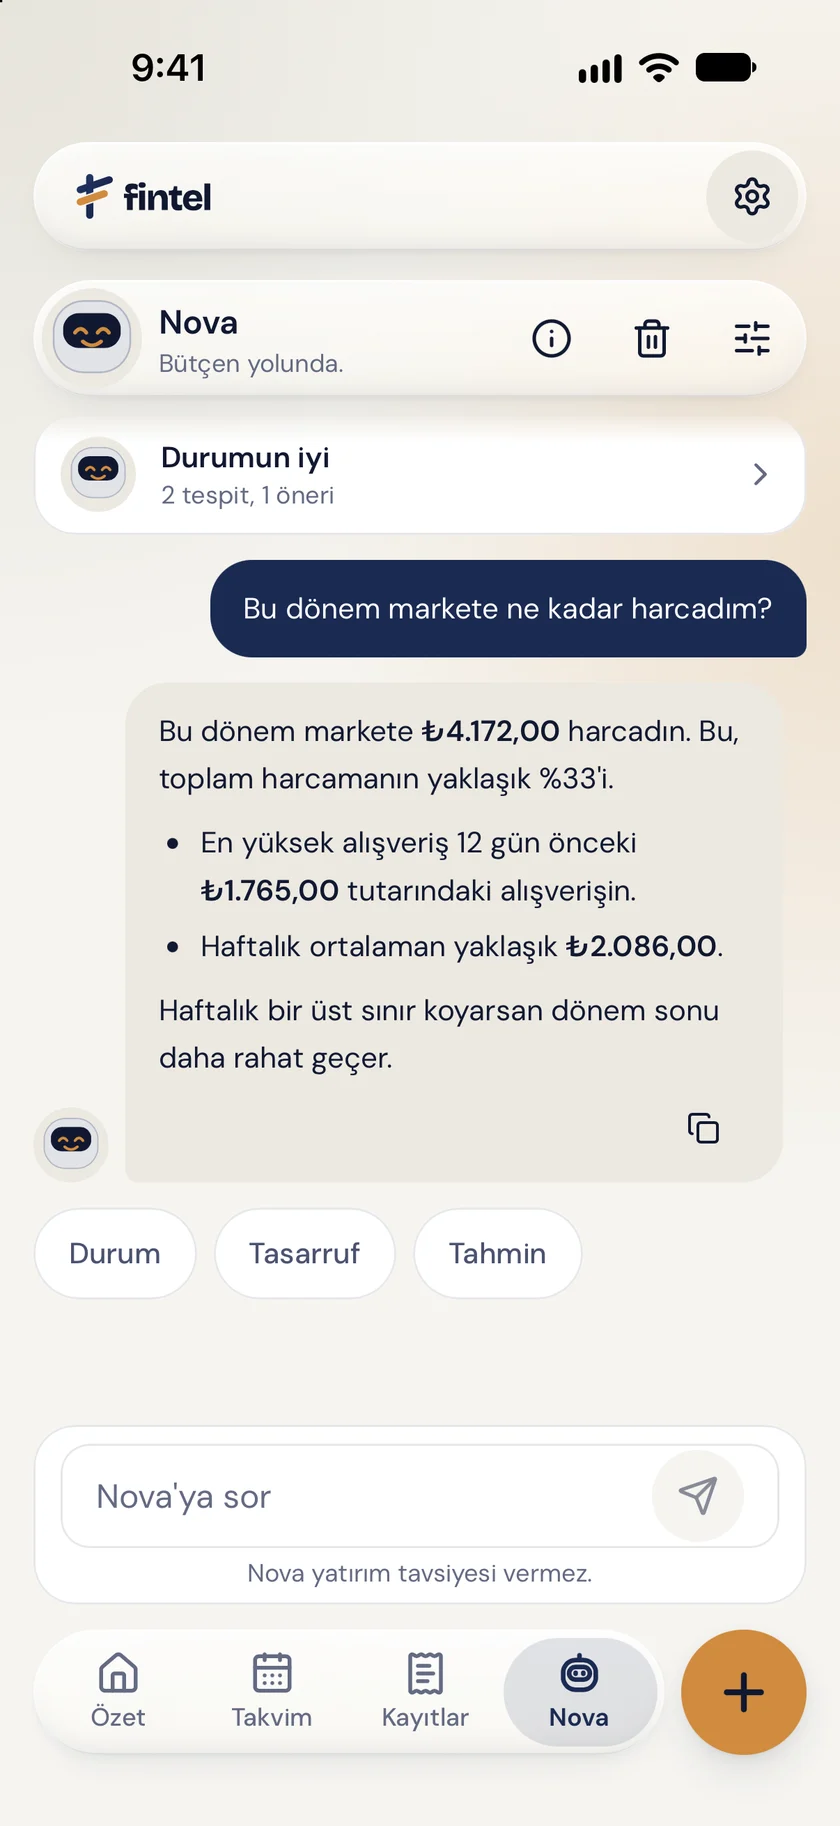 9:41
fintel
Nova
Bütçen yolunda.
Durumun iyi
2 tespit, 1 öneri
Bu dönem markete ne kadar harcadım?
Bu dönem markete ₺4.172,00 harcadın. Bu,
toplam harcamanın yaklaşık %33'i.
• En yüksek alışveriş 12 gün önceki
₺1.765,00 tutarındaki alışverişin.
• Haftalık ortalaman yaklaşık ₺2.086,00.
Haftalık bir üst sınır koyarsan dönem sonu
daha rahat geçer.
Durum
Tasarruf
Tahmin
Nova'ya sor
Nova yatırım tavsiyesi vermez.
Özet
Takvim
Kayıtlar
Nova